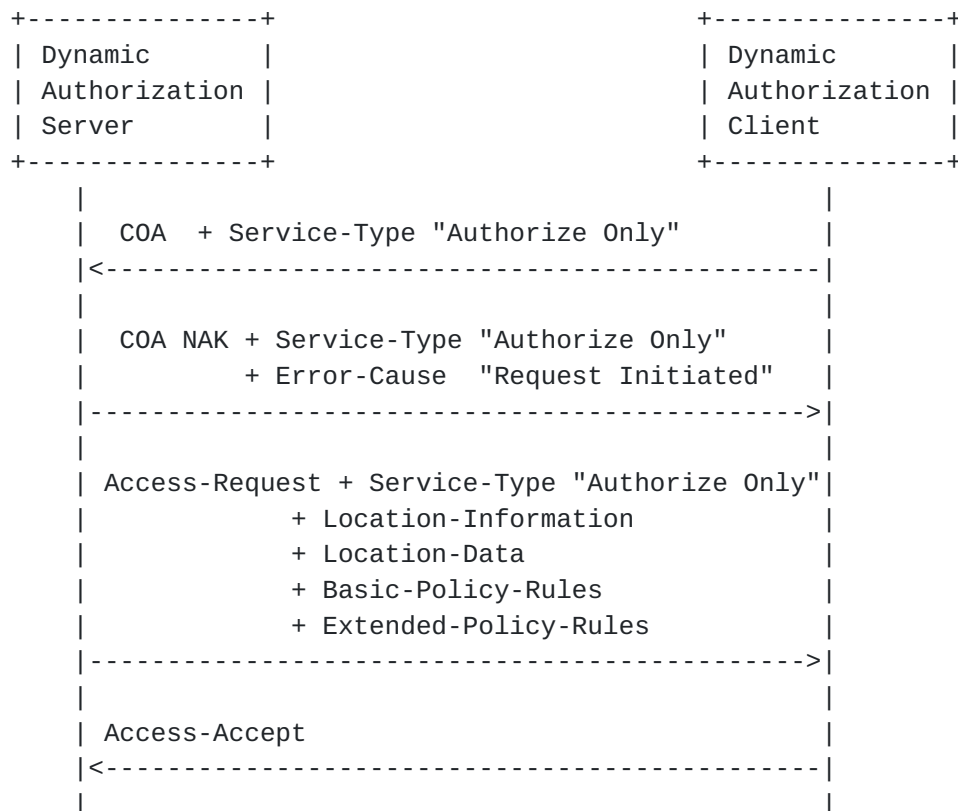 +---------------+ +---------------+
| Dynamic | | Dynamic |
| Authorization | | Authorization |
| Server | | Client |
+---------------+ +---------------+
| |
| COA + Service-Type "Authorize Only" |
|<----------------------------------------------|
| |
| COA NAK + Service-Type "Authorize Only" |
| + Error-Cause "Request Initiated" |
|---------------------------------------------->|
| |
| Access-Request + Service-Type "Authorize Only"|
| + Location-Information |
| + Location-Data |
| + Basic-Policy-Rules |
| + Extended-Policy-Rules |
|---------------------------------------------->|
| |
| Access-Accept |
|<----------------------------------------------|
| |